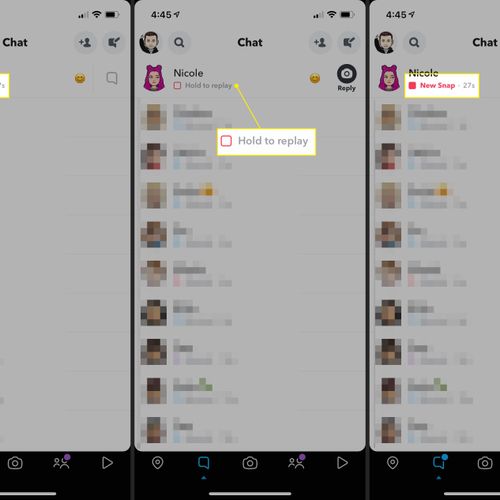 Chat
4:45
Chat
Nicole
Hold to replay
Reply
Hold to replay
4:45
Chat
Nicole
New Snap · 27s